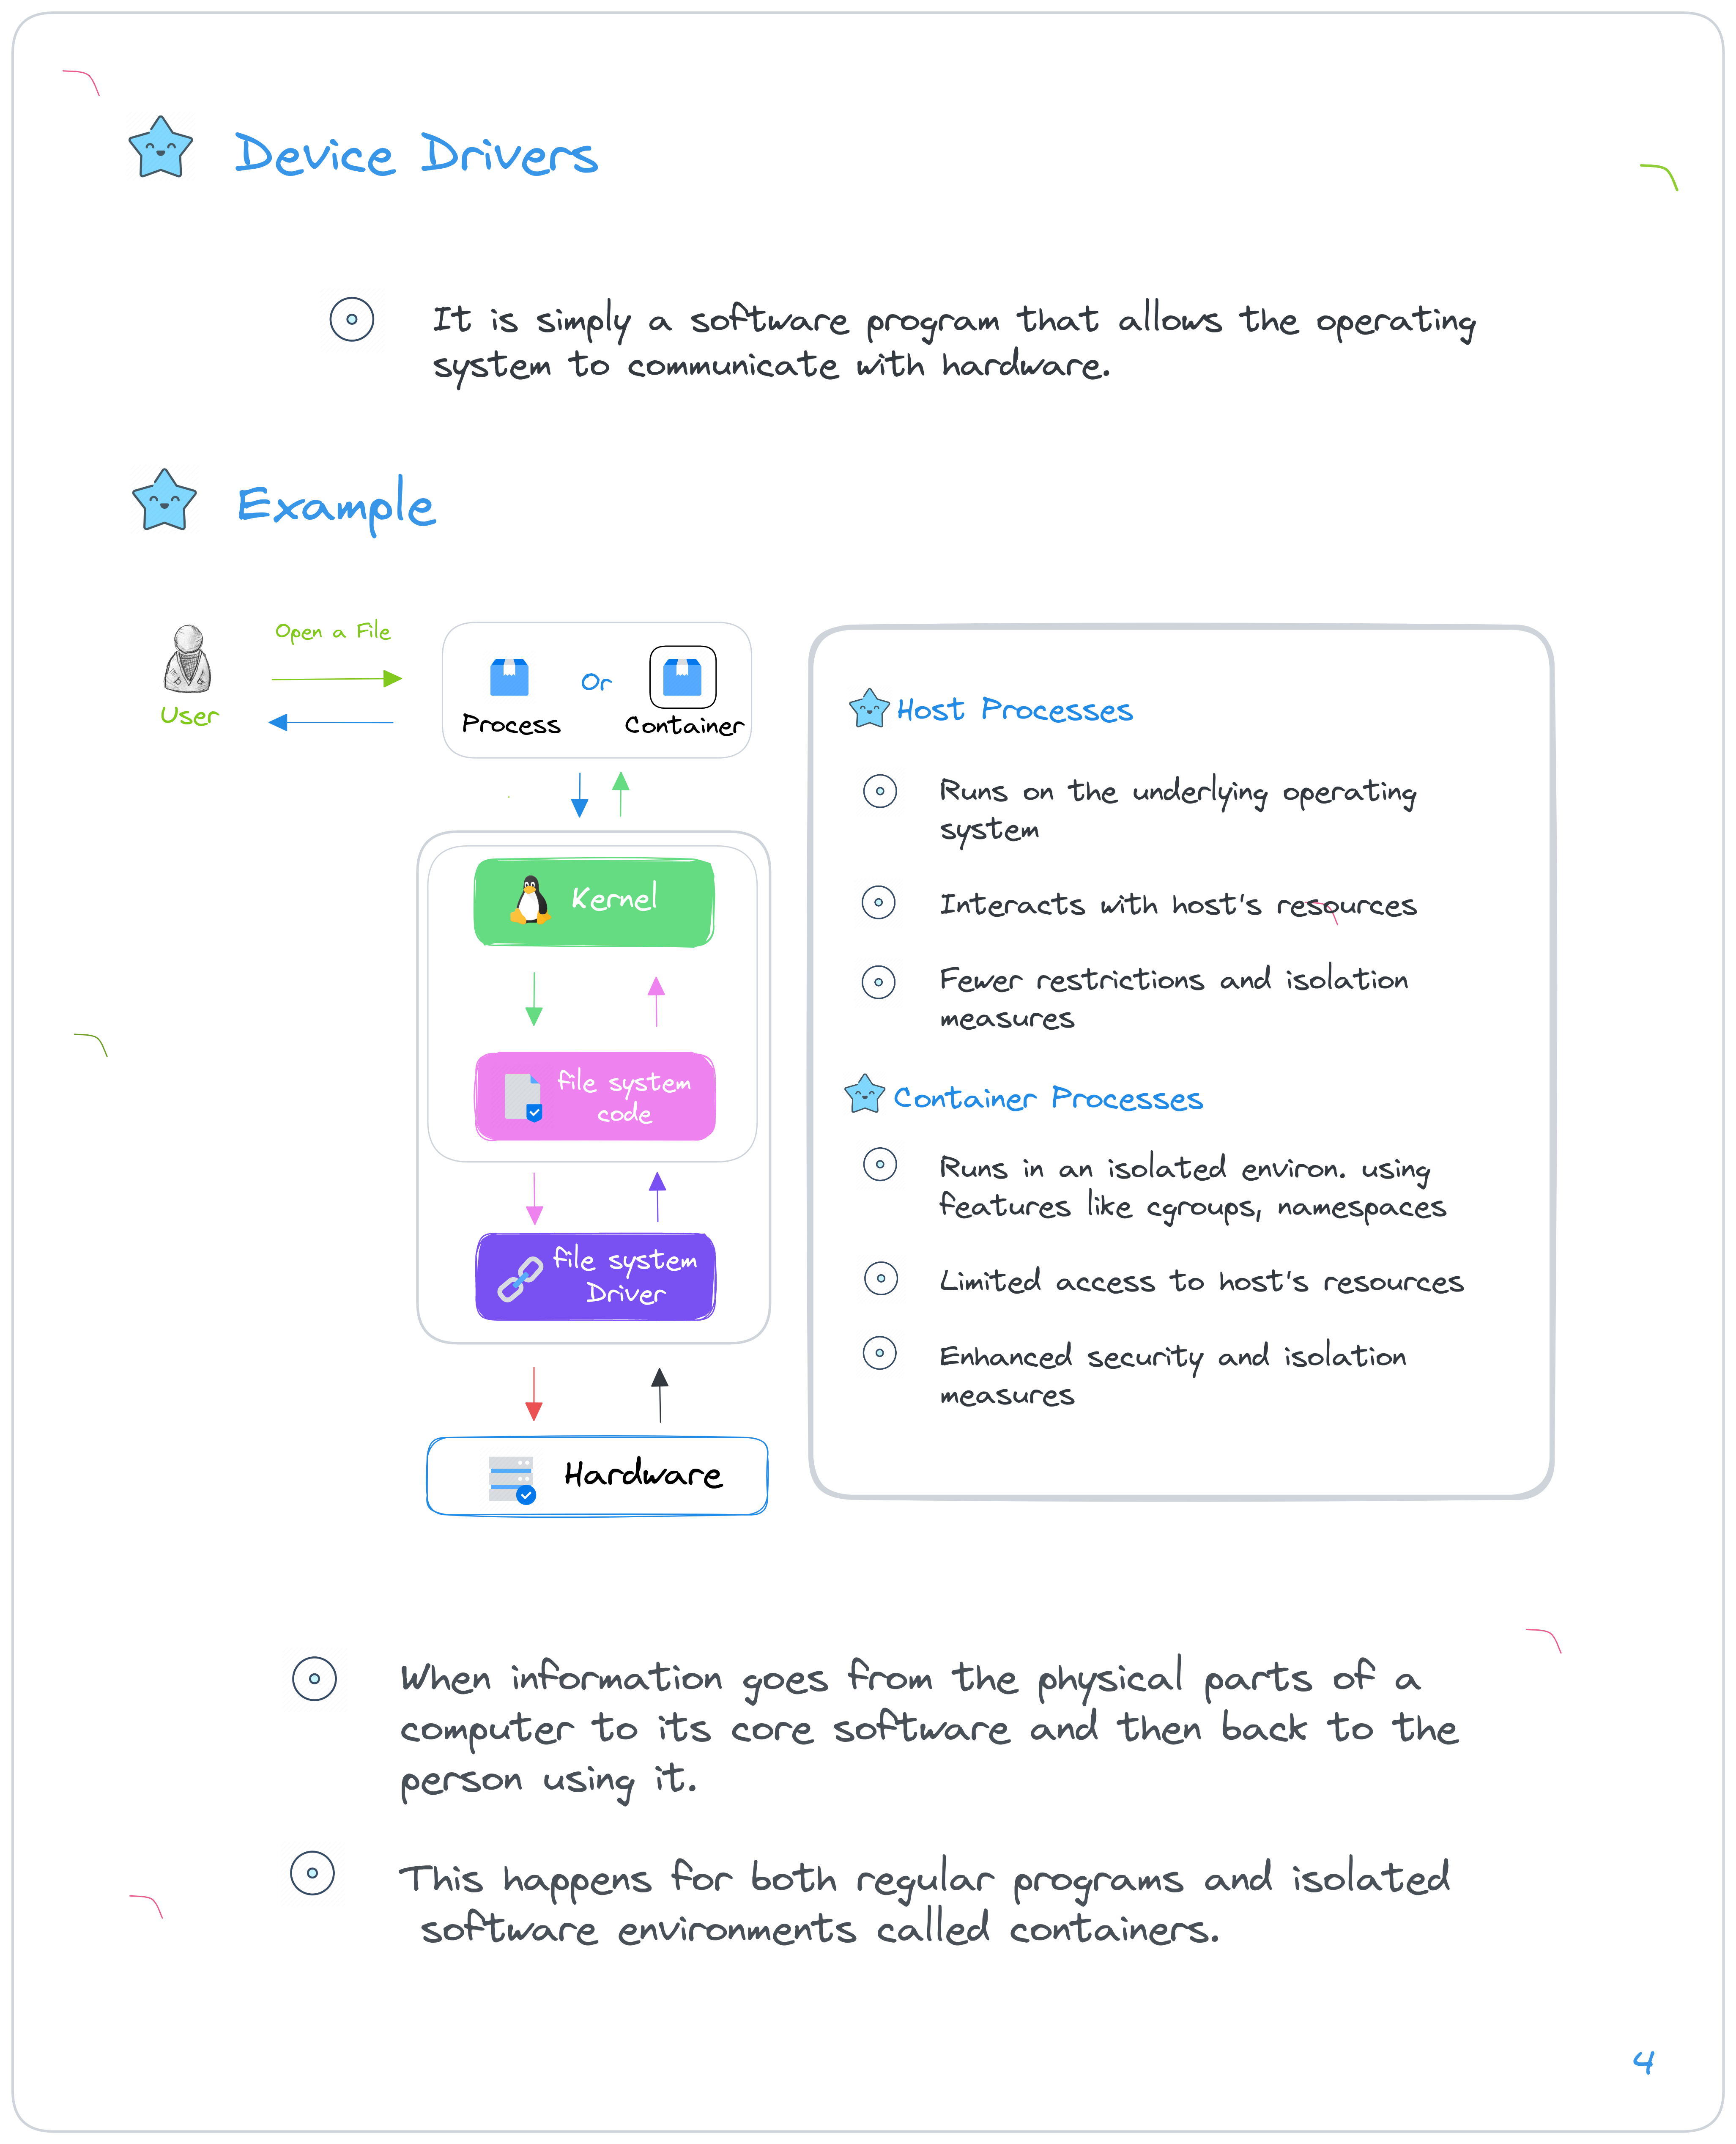 Device Drivers
It is simply a software program that allows the operating
system to communicate with hardware.
Example
Open a File
User
Process
Or
Container
Kernel
file system
code
file system
Driver
Hardware
Host Processes
Runs on the underlying operating
system
Interacts with host's resources
Fewer restrictions and isolation
measures
Container Processes
Runs in an isolated environ. using
features like cgroups, namespaces
Limited access to host's resources
Enhanced security and isolation
measures
When information goes from the physical parts of a
computer to its core software and then back to the
person using it.
This happens for both regular programs and isolated
software environments called containers.
4